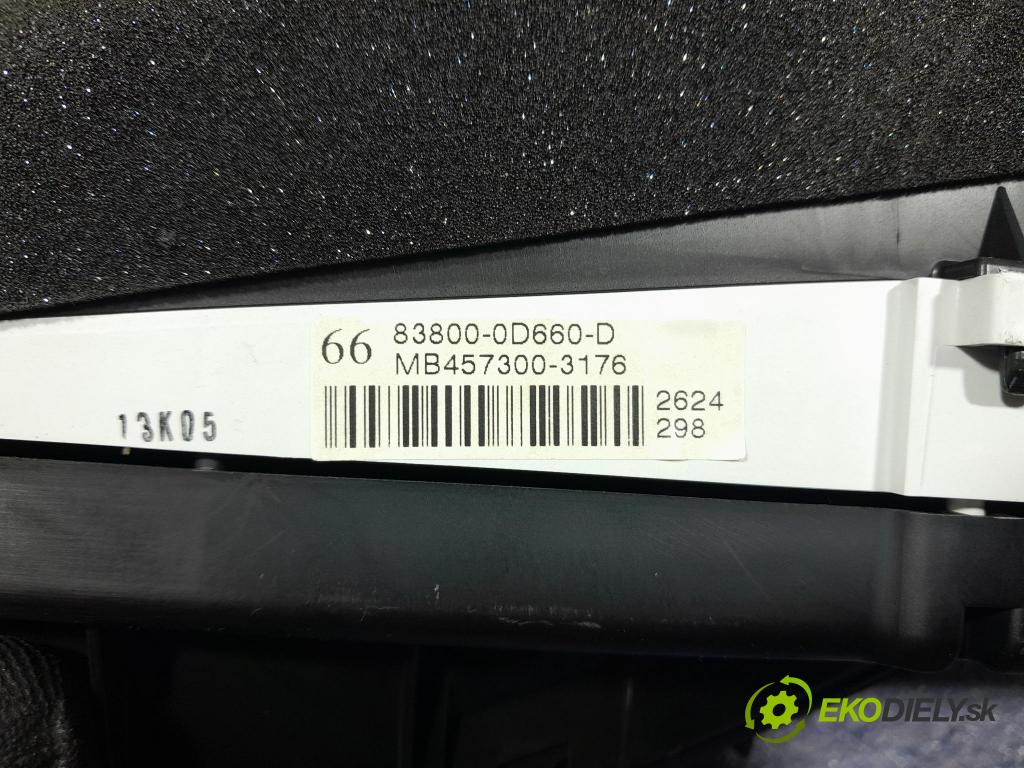 66 83800-0D660-D
MB457300-3176
2624
298
13K05
EKODIELY.sk